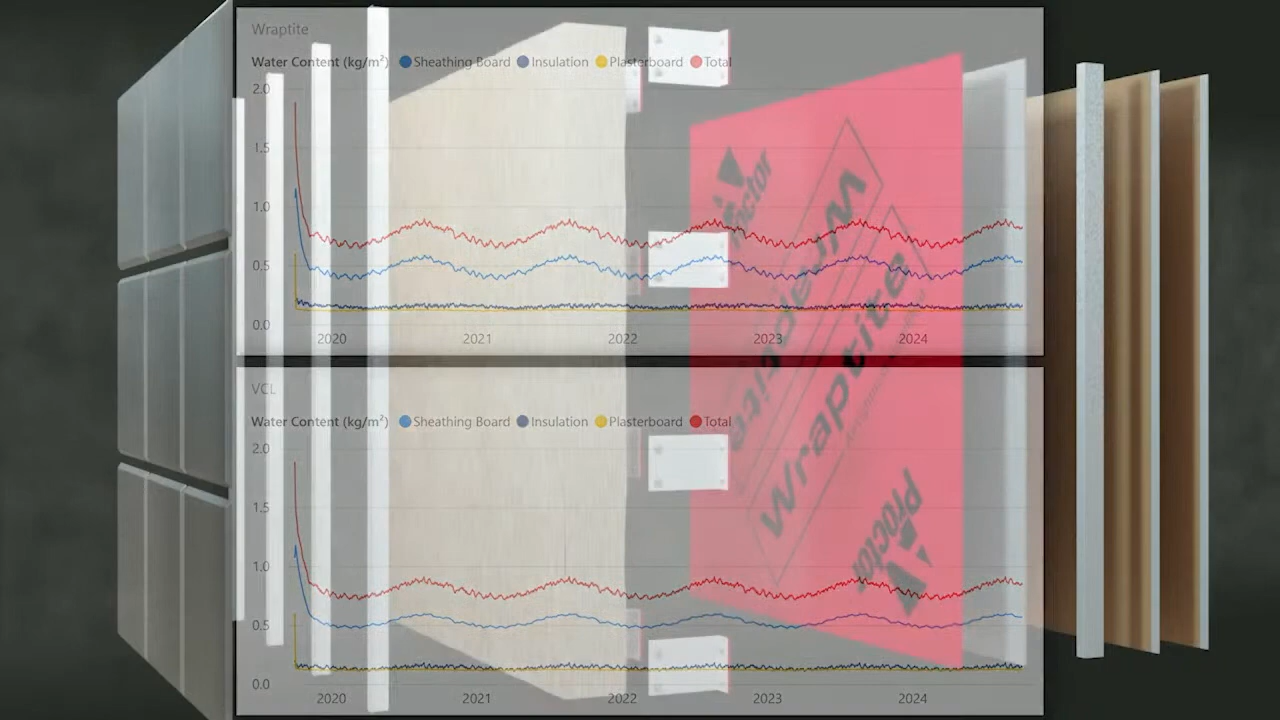 Wraptite
Water Content (kg/m²) Sheathing Board Insulation Plasterboard Total
2.0
1.5
1.0
0.5
0.0
2020 2021 2022 2023 2024
VCL
Water Content (kg/m²) Sheathing Board Insulation Plasterboard Total
2.0
1.5
1.0
0.5
0.0
2020 2021 2022 2023 2024
Proctor
Wraptite
Wraptite
Proctor